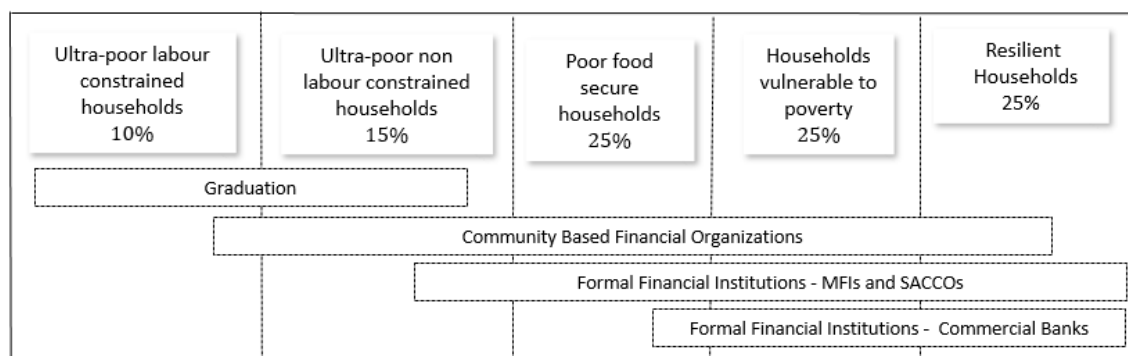 Ultra-poor labour
constrained
households
10%
Ultra-poor non
labour constrained
households
15%
Poor food
secure
households
25%
Households
vulnerable to
poverty
25%
Resilient
Households
25%
Graduation
Community Based Financial Organizations
Formal Financial Institutions - MFIs and SACCOs
Formal Financial Institutions - Commercial Banks